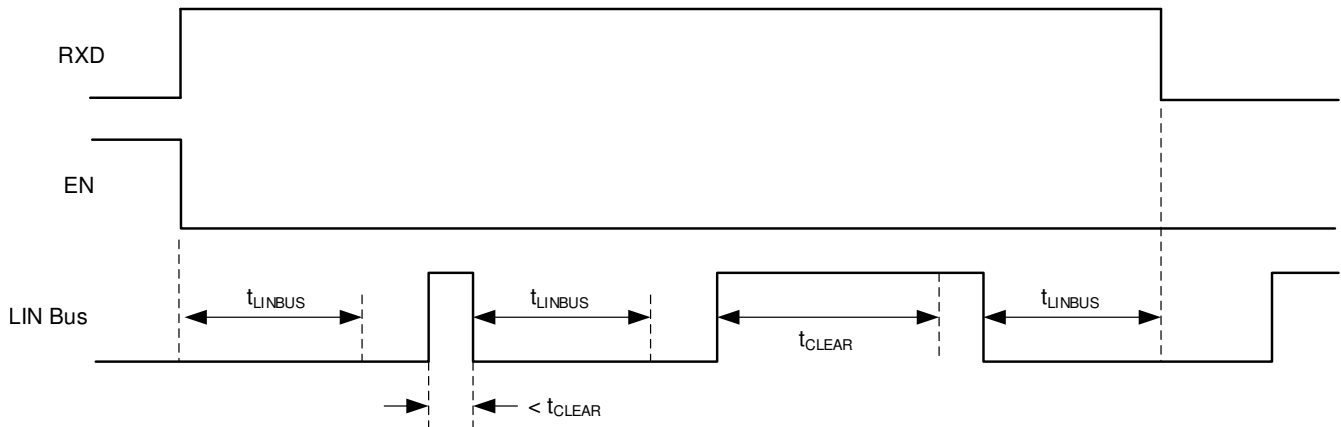 RXD
EN
LIN Bus
tLINBUS
tLINBUS
tCLEAR
tLINBUS
< tCLEAR